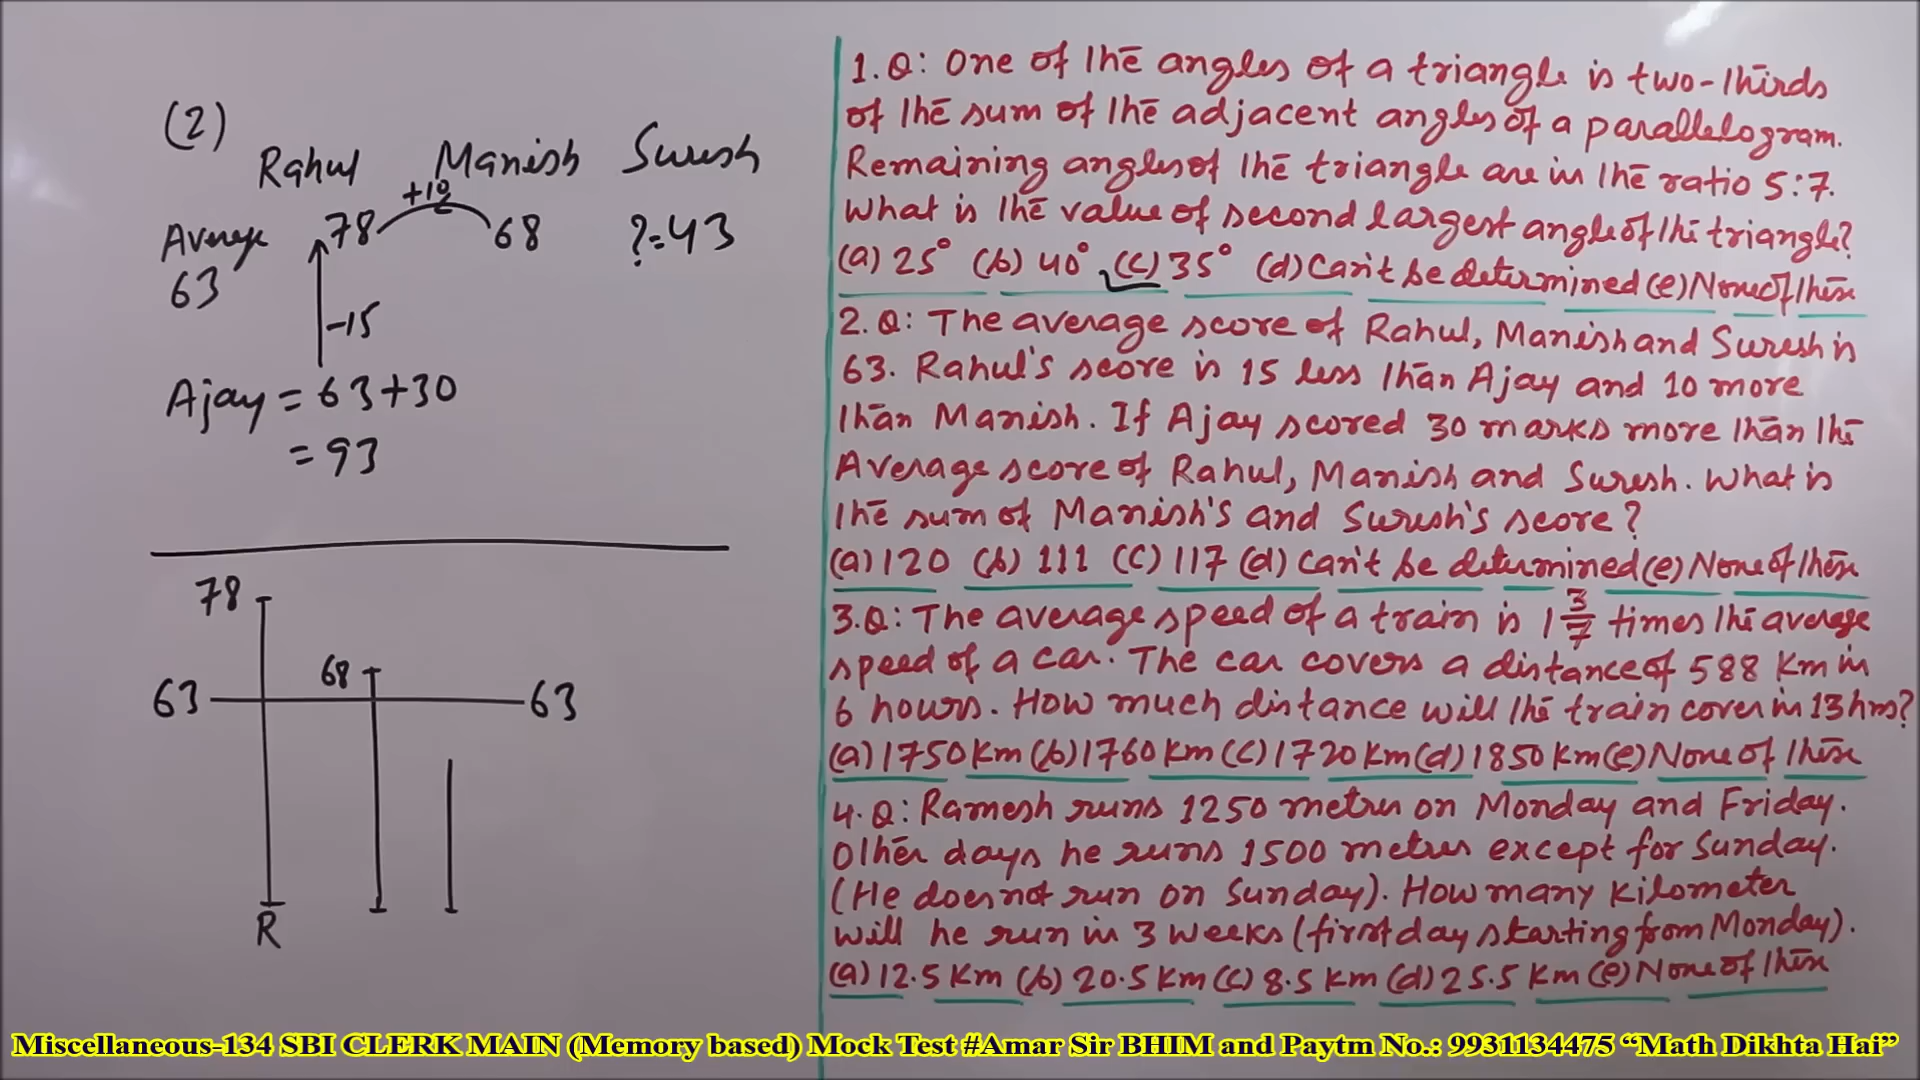 (2)
Rahul Manish Suresh
+10
Average 78 68 ?=43
63
-15
Ajay = 63+30
= 93
78
68
63 63
R
1.Q: One of the angles of a triangle is two-thirds
of the sum of the adjacent angles of a parallelogram.
Remaining angles of the triangle are in the ratio 5:7.
What is the value of second largest angle of the triangle?
(a) 25° (b) 40° (c) 35° (d) Can't be determined (e) None of these
2.Q: The average score of Rahul, Manish and Suresh is
63. Rahul's score is 15 less than Ajay and 10 more
than Manish. If Ajay scored 30 marks more than the
Average score of Rahul, Manish and Suresh. What is
the sum of Manish's and Suresh's score?
(a) 120 (b) 111 (c) 117 (d) Can't be determined (e) None of these
3.Q: The average speed of a train is 1 3/7 times the average
speed of a car. The car covers a distance of 588 Km in
6 hours. How much distance will the train cover in 13 hrs?
(a) 1750 Km (b) 1760 Km (c) 1720 Km (d) 1850 Km (e) None of these
4.Q: Ramesh runs 1250 metres on Monday and Friday.
Other days he runs 1500 metres except for Sunday.
(He does not run on Sunday). How many kilometer
will he run in 3 weeks (first day starting from Monday).
(a) 12.5 Km (b) 20.5 Km (c) 8.5 Km (d) 25.5 Km (e) None of these
Miscellaneous-134 SBI CLERK MAIN (Memory based) Mock Test #Amar Sir BHIM and Paytm No.: 9931134475 “Math Dikhta Hai”